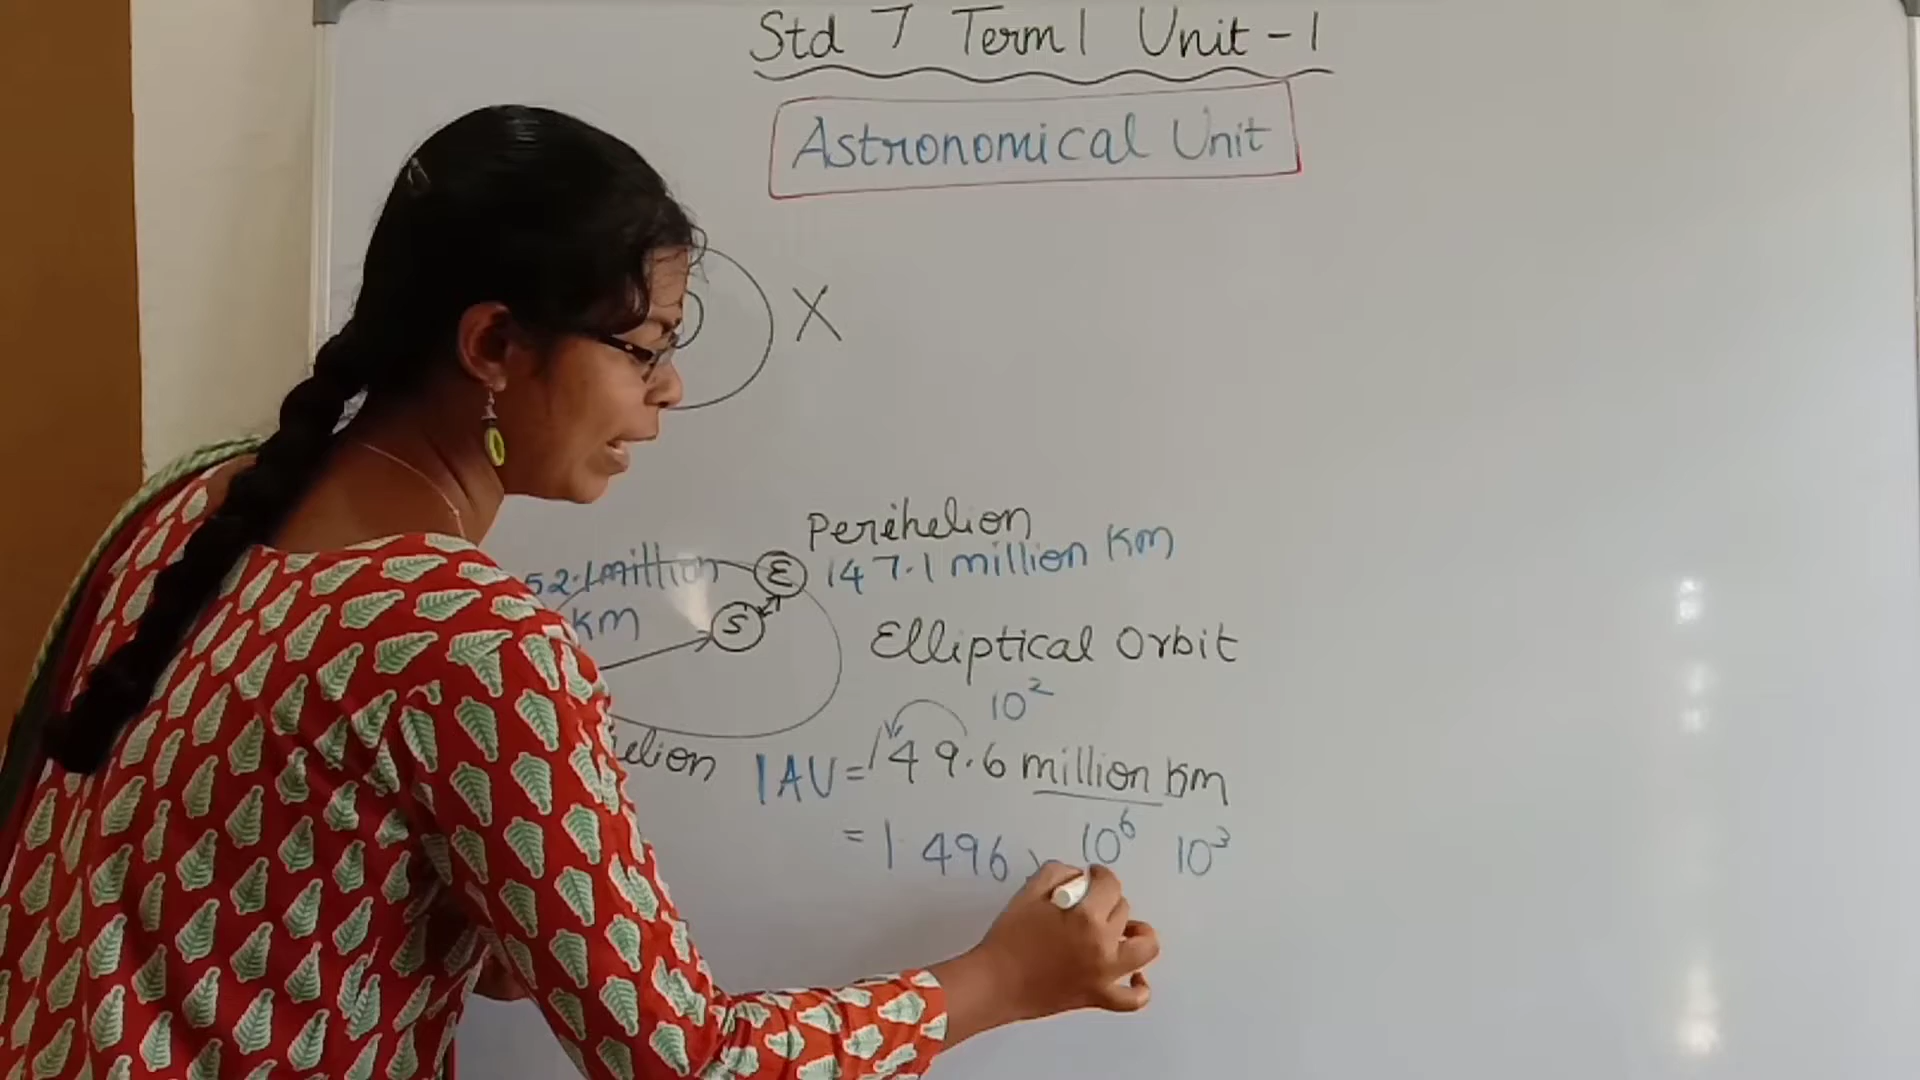 Std 7 Term 1 Unit - 1
Astronomical Unit
X
Perihelion
52.1 million
km
E
147.1 million km
S
Elliptical Orbit
10²
elion
1 AU = 149.6 million km
10⁶ 10³
= 1.496 ×